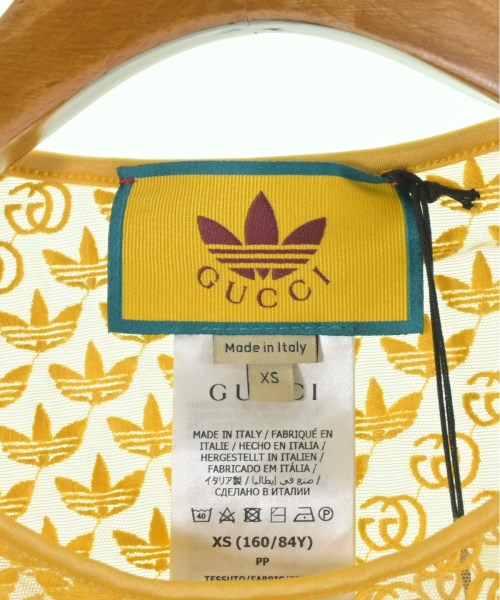 GUCCI
Made in Italy
XS
GUCCI
MADE IN ITALY / FABRIQUÉ EN
ITALIE / HECHO EN ITALIA /
HERGESTELLT IN ITALIEN /
FABRICADO EM ITÁLIA /
イタリア製 / صنع في إيطاليا /
СДЕЛАНО В ИТАЛИИ
40
XS (160/84Y)
PP